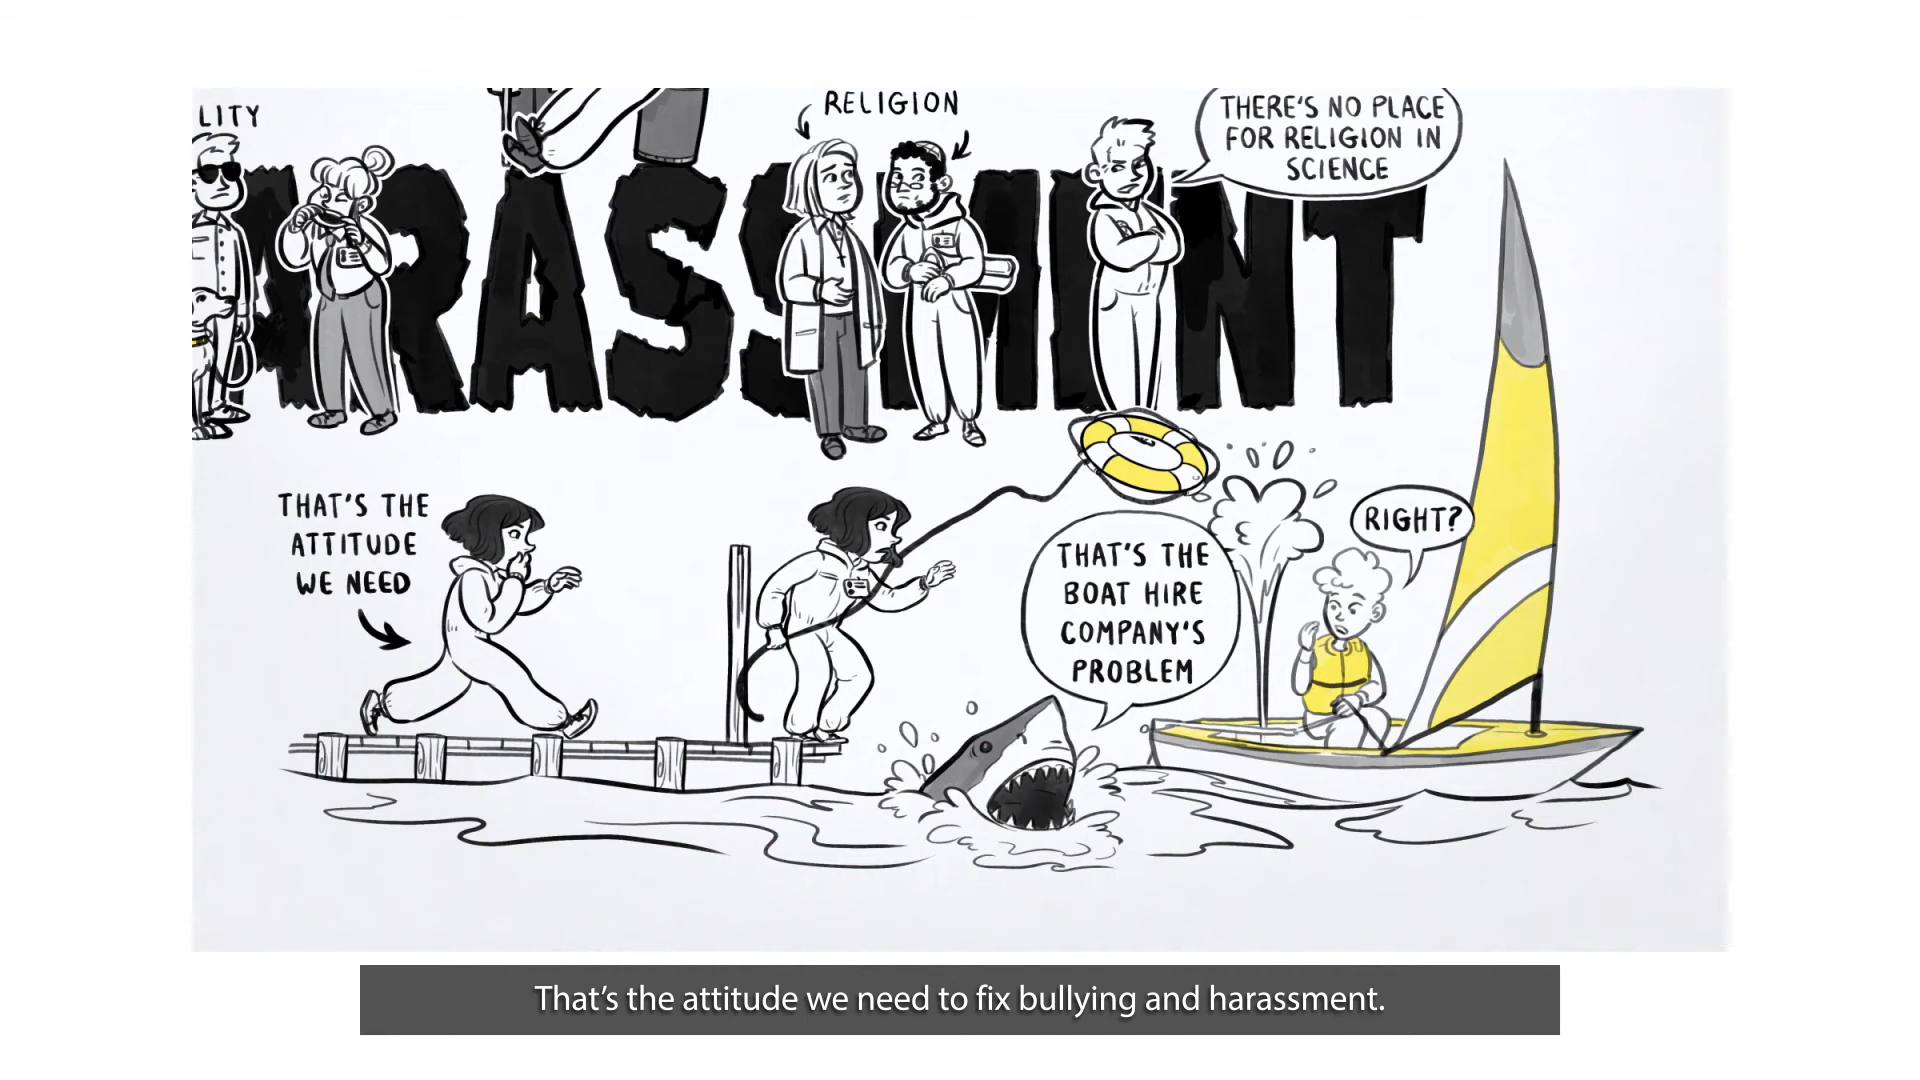 LITY
RELIGION
THERE'S NO PLACE
FOR RELIGION IN
SCIENCE
HARASSMENT
THAT'S THE
ATTITUDE
WE NEED
THAT'S THE
BOAT HIRE
COMPANY'S
PROBLEM
RIGHT?
That's the attitude we need to fix bullying and harassment.